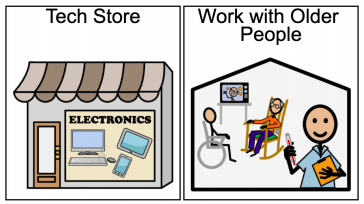 Tech Store
ELECTRONICS
Work with Older
People